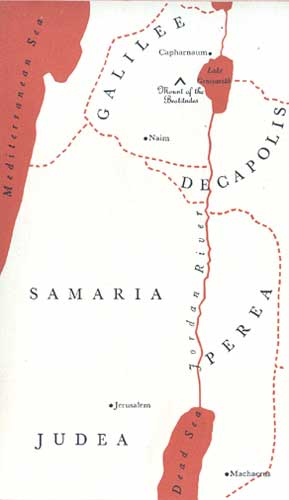 Mediterranean Sea
GALILEE
Capharnaum
Lake
Genesareth
Mount of the
Beatitudes
Naim
DECAPOLIS
Jordan River
SAMARIA
PEREA
Jerusalem
JUDEA
Dead Sea
Machaerus